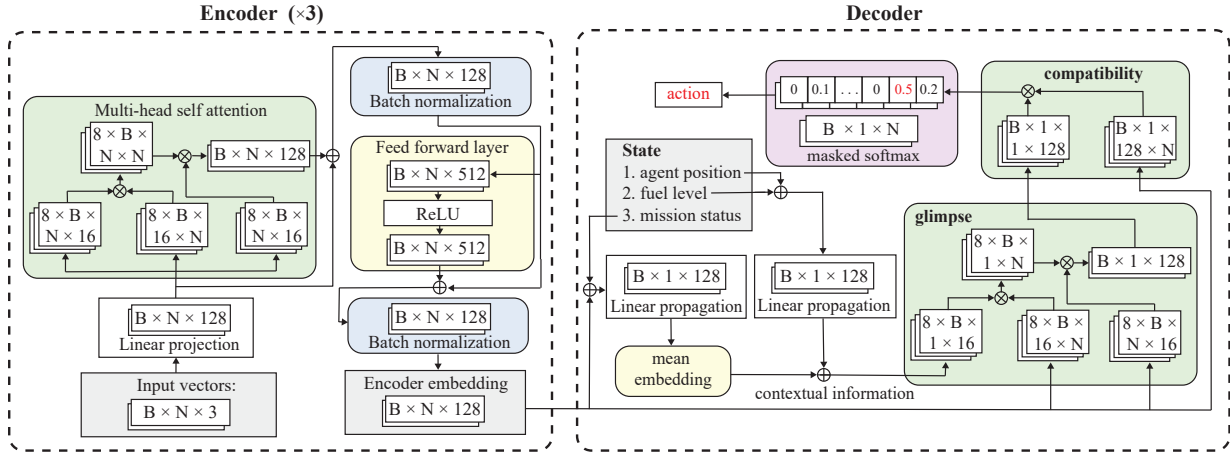 Encoder (×3)
Multi-head self attention
8 × B ×
N × N
B × N × 128
8 × B ×
N × 16
8 × B ×
16 × N
8 × B ×
N × 16
B × N × 128
Linear projection
Input vectors:
B × N × 3
B × N × 128
Batch normalization
Feed forward layer
B × N × 512
ReLU
B × N × 512
B × N × 128
Batch normalization
Encoder embedding
B × N × 128
Decoder
action
0 0.1 . . . 0 0.5 0.2
B × 1 × N
masked softmax
compatibility
B × 1 ×
1 × 128
B × 1 ×
128 × N
State
1. agent position
2. fuel level
3. mission status
B × 1 × 128
Linear propagation
B × 1 × 128
Linear propagation
mean
embedding
contextual information
glimpse
8 × B ×
1 × N
B × 1 × 128
8 × B ×
1 × 16
8 × B ×
16 × N
8 × B ×
N × 16